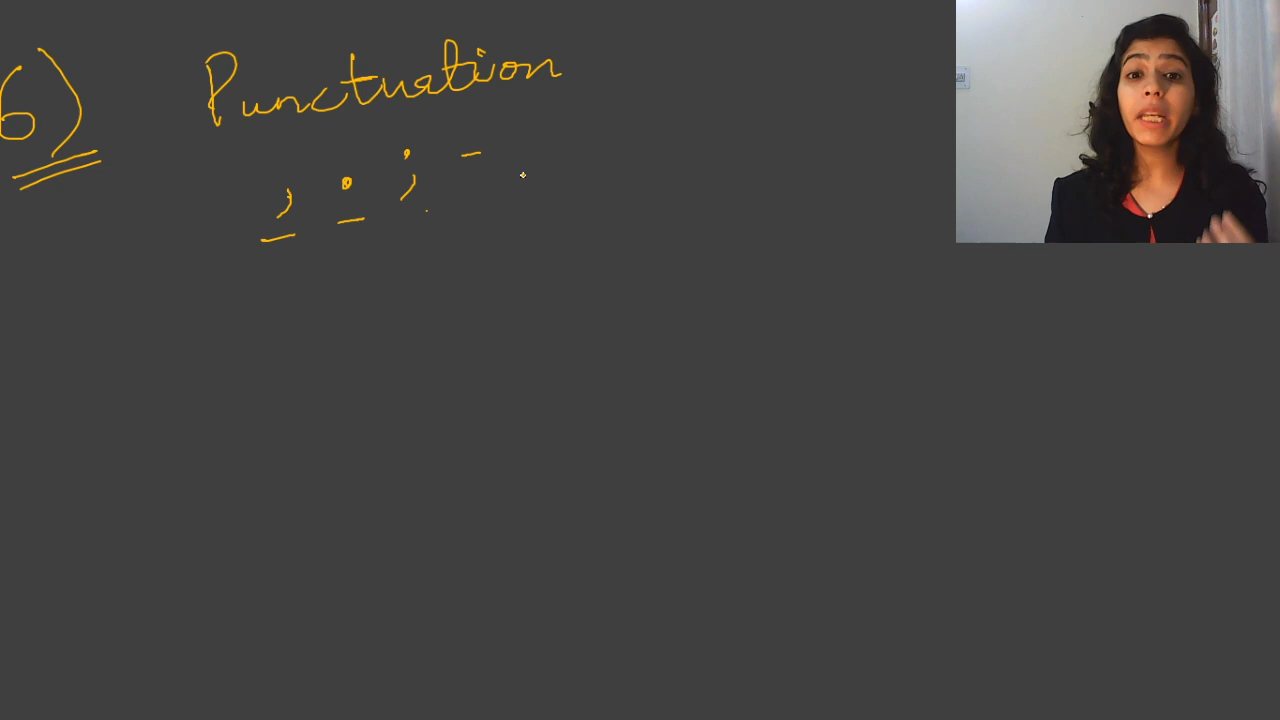 6) Punctuation
, . ; -